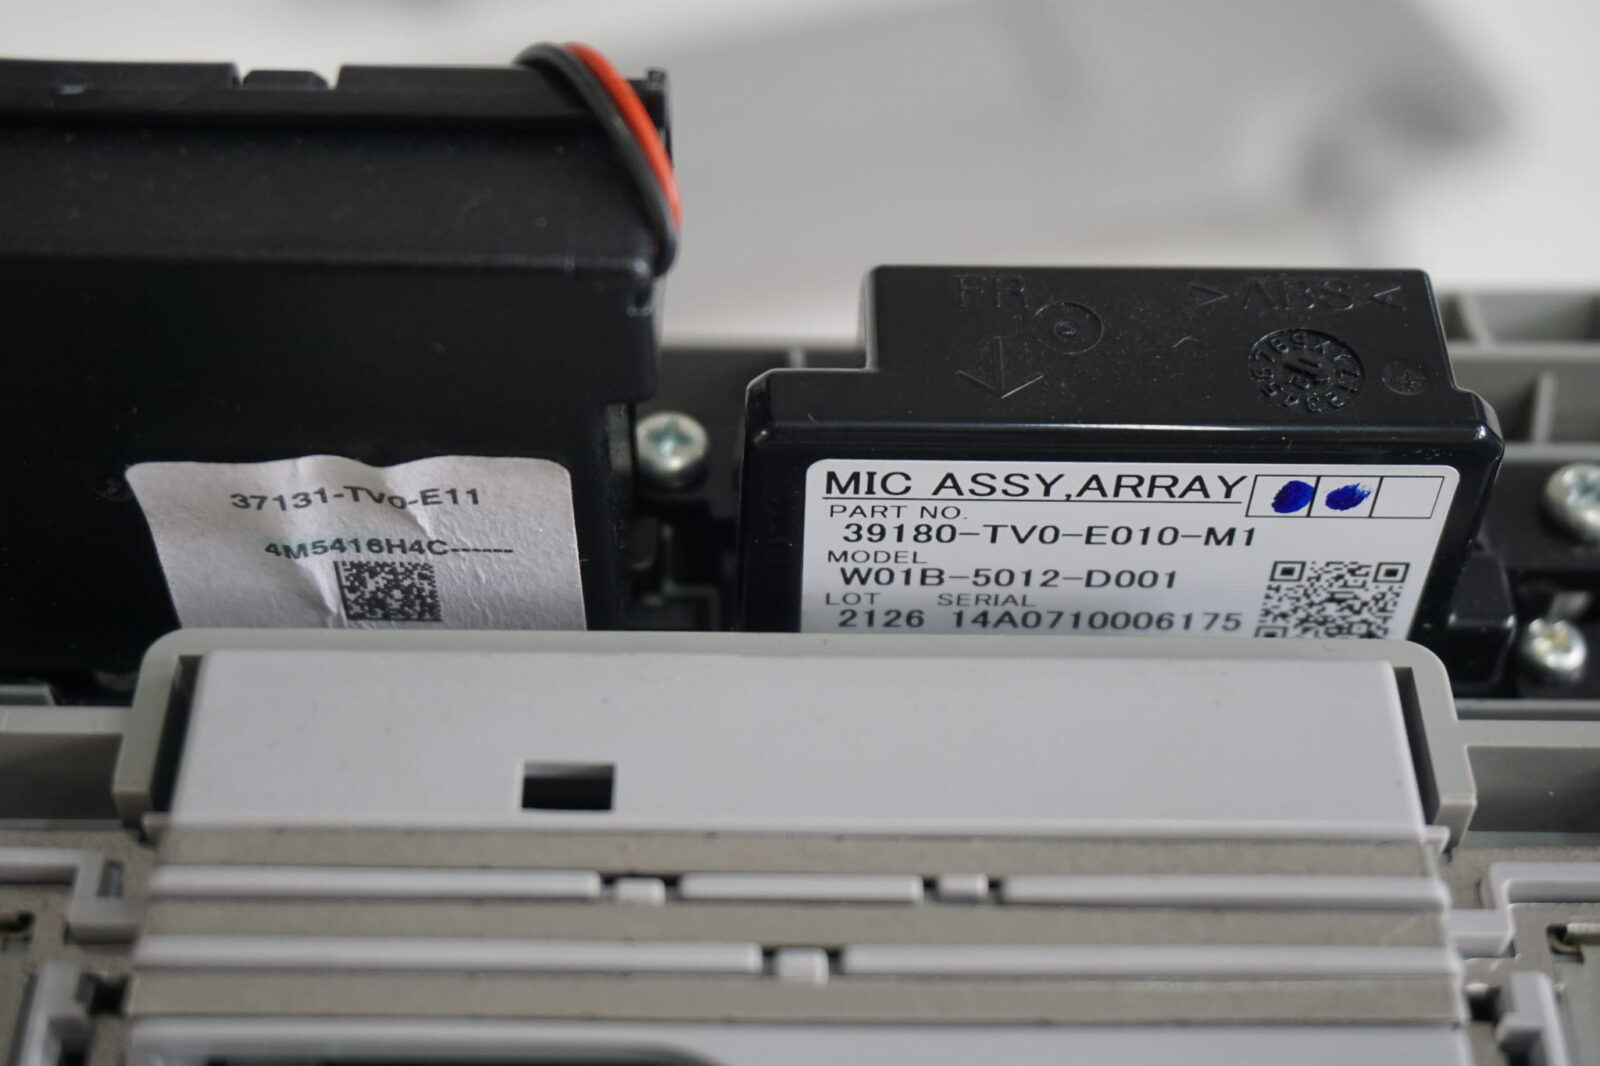 FR
>ABS<
37131-TV0-E11
4M5416H4C------
MIC ASSY,ARRAY
PART NO.
39180-TV0-E010-M1
MODEL
W01B-5012-D001
LOT SERIAL
2126 14A0710006175